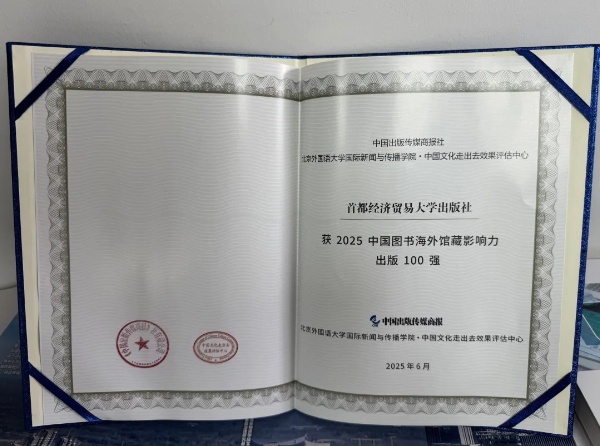 中国出版传媒商报社
北京外国语大学国际新闻与传播学院·中国文化走出去效果评估中心
首都经济贸易大学出版社
获 2025 中国图书海外馆藏影响力
出版 100 强
中国出版传媒商报
北京外国语大学国际新闻与传播学院·中国文化走出去效果评估中心
2025 年 6 月